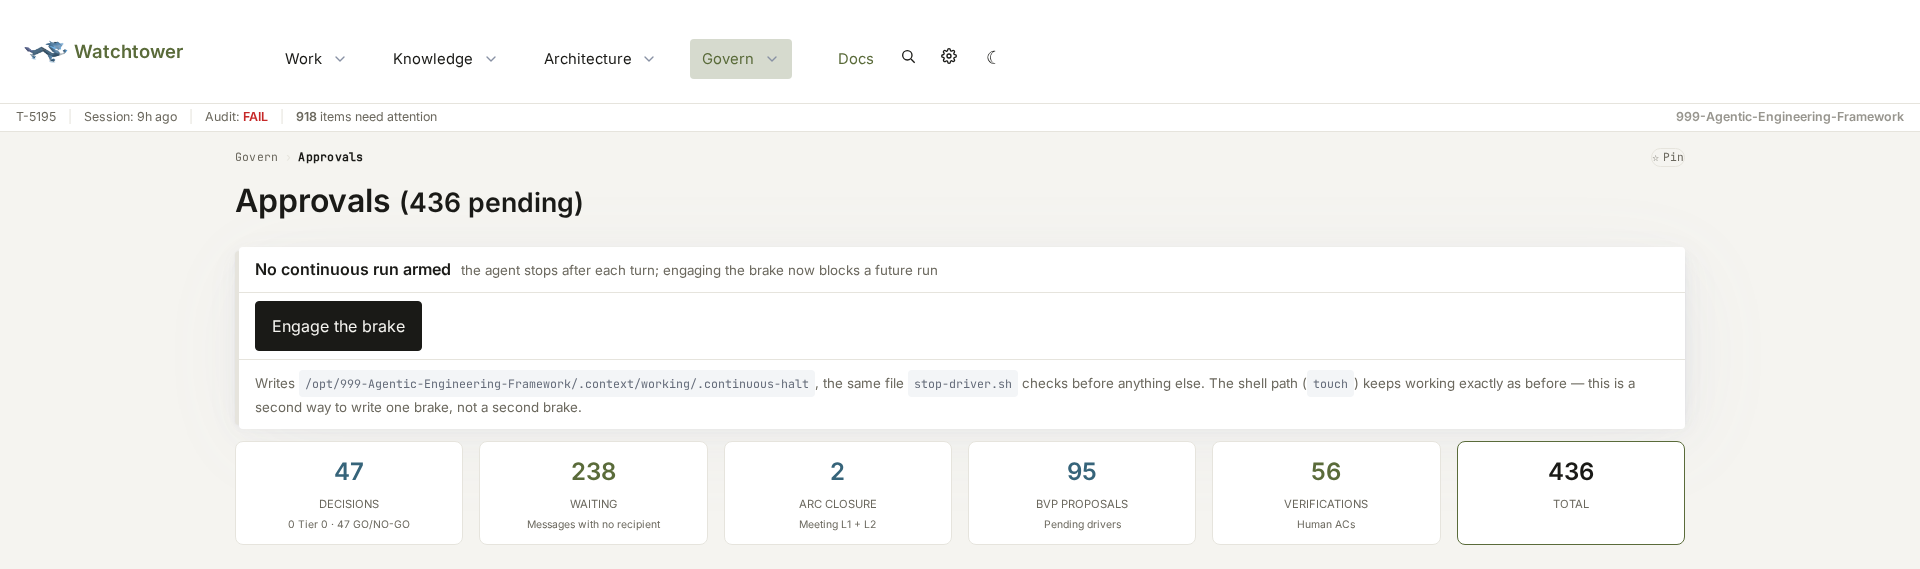 Watchtower
Work
Knowledge
Architecture
Govern
Docs
T-5195
Session: 9h ago
Audit: FAIL
918 items need attention
999-Agentic-Engineering-Framework
Govern › Approvals
☆ Pin
Approvals (436 pending)
No continuous run armed the agent stops after each turn; engaging the brake now blocks a future run
Engage the brake
Writes /opt/999-Agentic-Engineering-Framework/.context/working/.continuous-halt, the same file stop-driver.sh checks before anything else. The shell path (touch) keeps working exactly as before — this is a
second way to write one brake, not a second brake.
47
DECISIONS
0 Tier 0 · 47 GO/NO-GO
238
WAITING
Messages with no recipient
2
ARC CLOSURE
Meeting L1 + L2
95
BVP PROPOSALS
Pending drivers
56
VERIFICATIONS
Human ACs
436
TOTAL